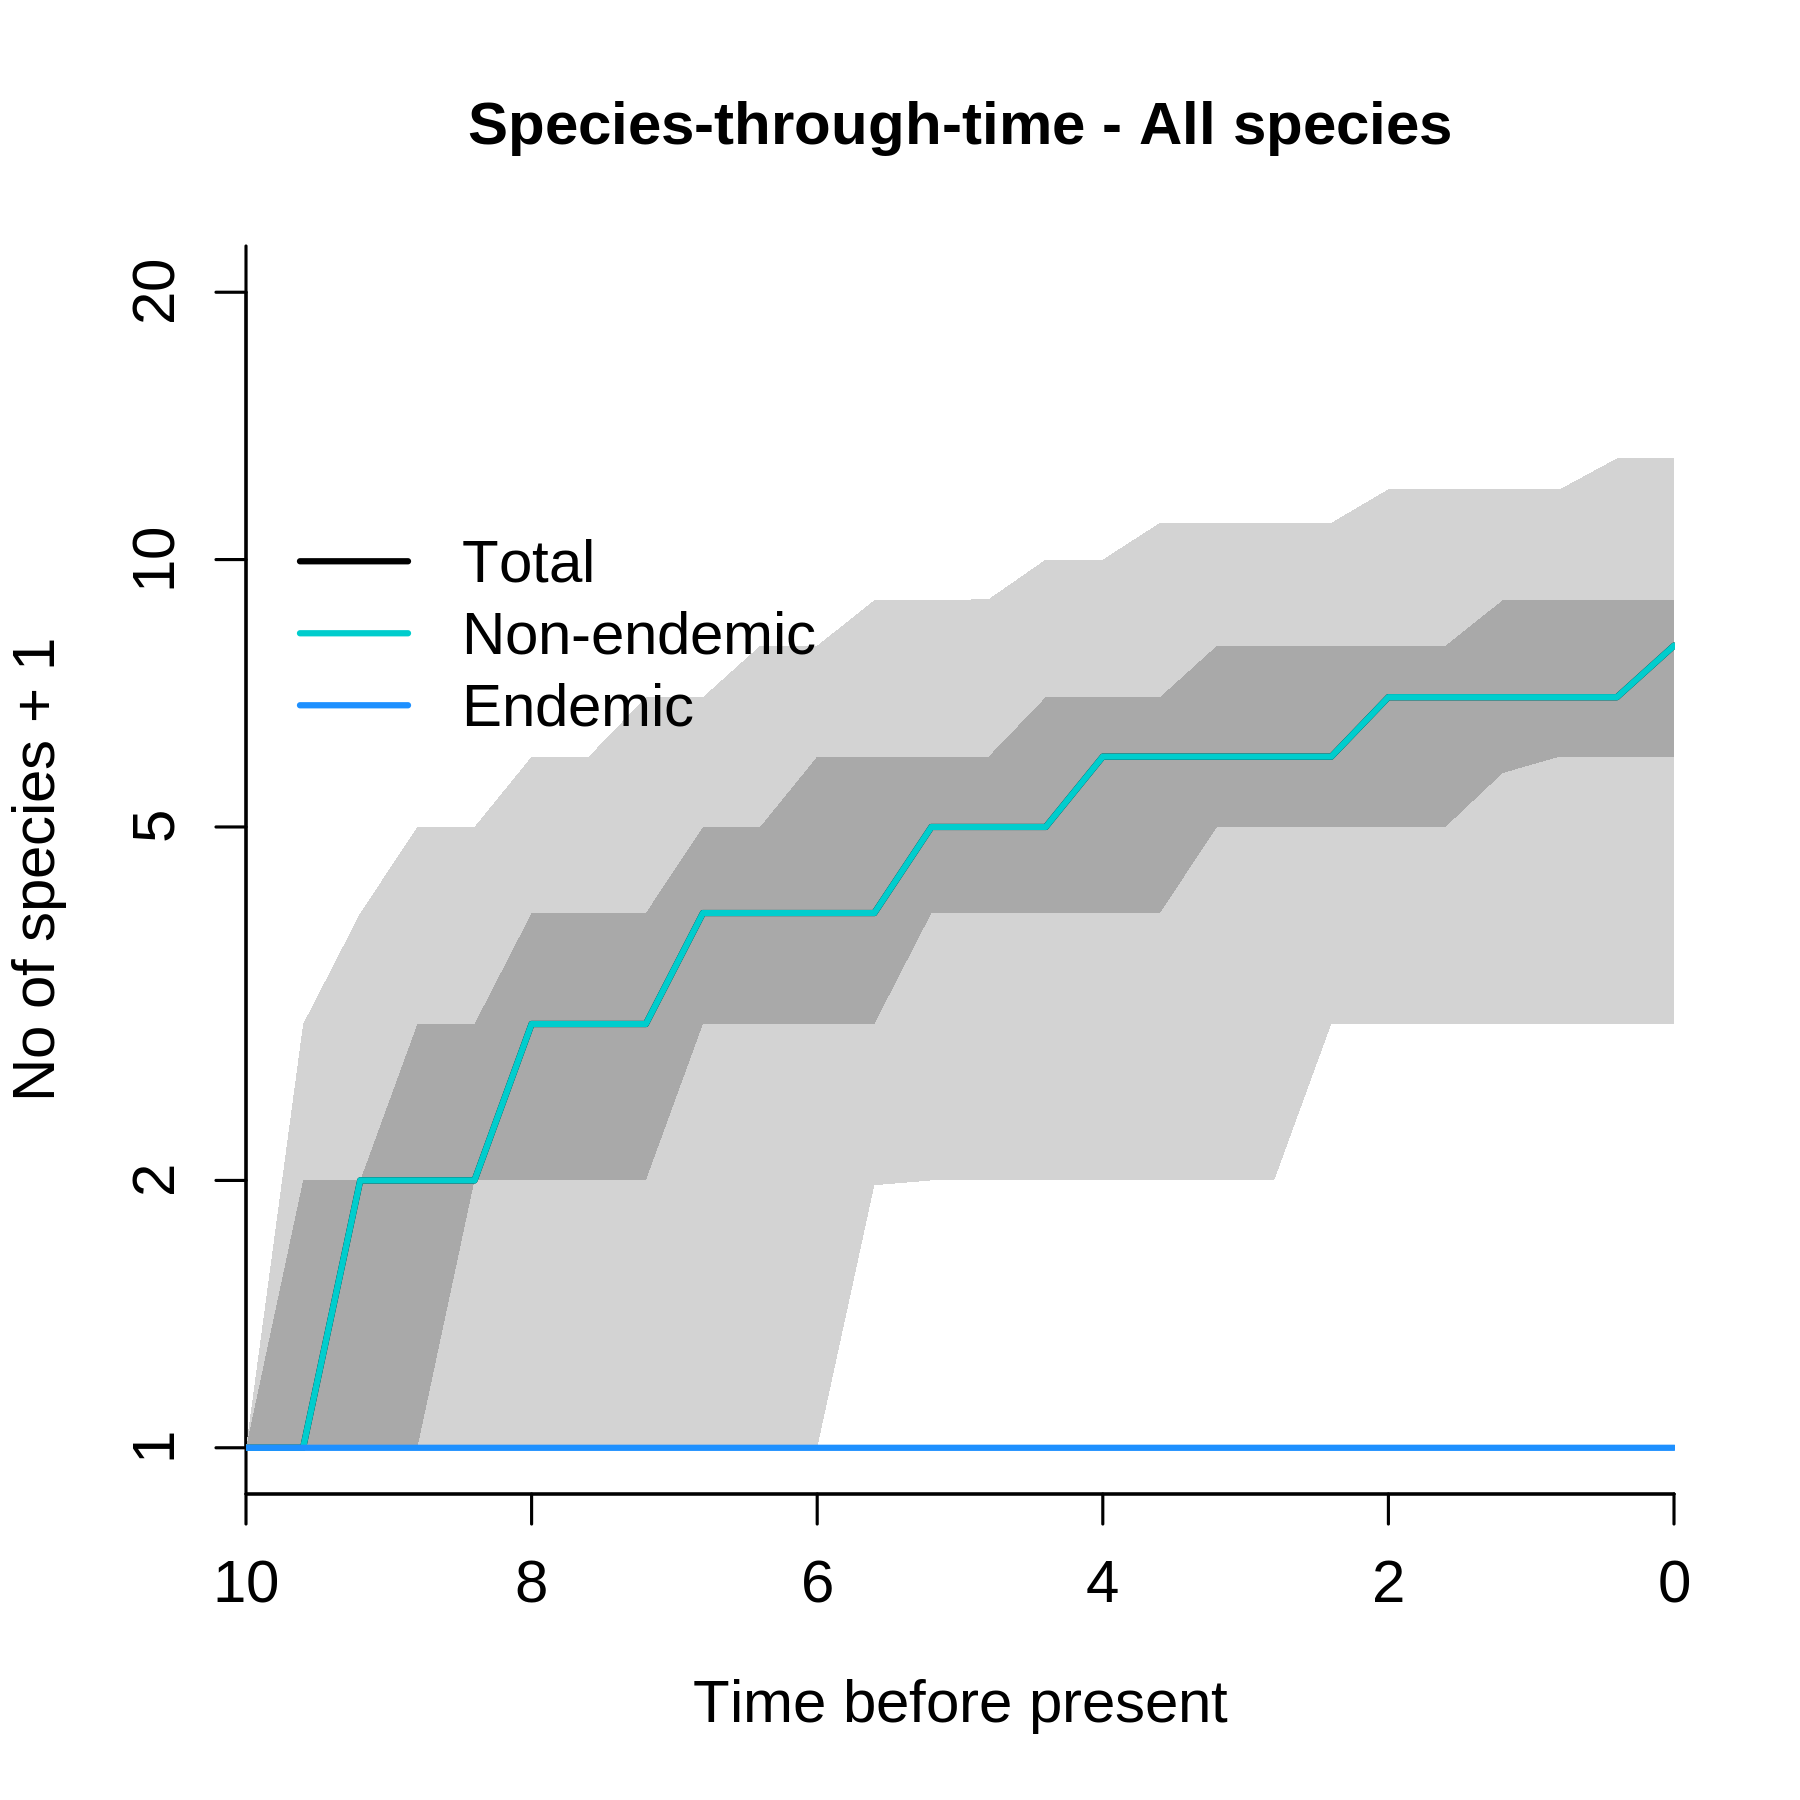 Species-through-time - All species
No of species + 1
20
10
5
2
1
Total
Non-endemic
Endemic
10 8 6 4 2 0
Time before present